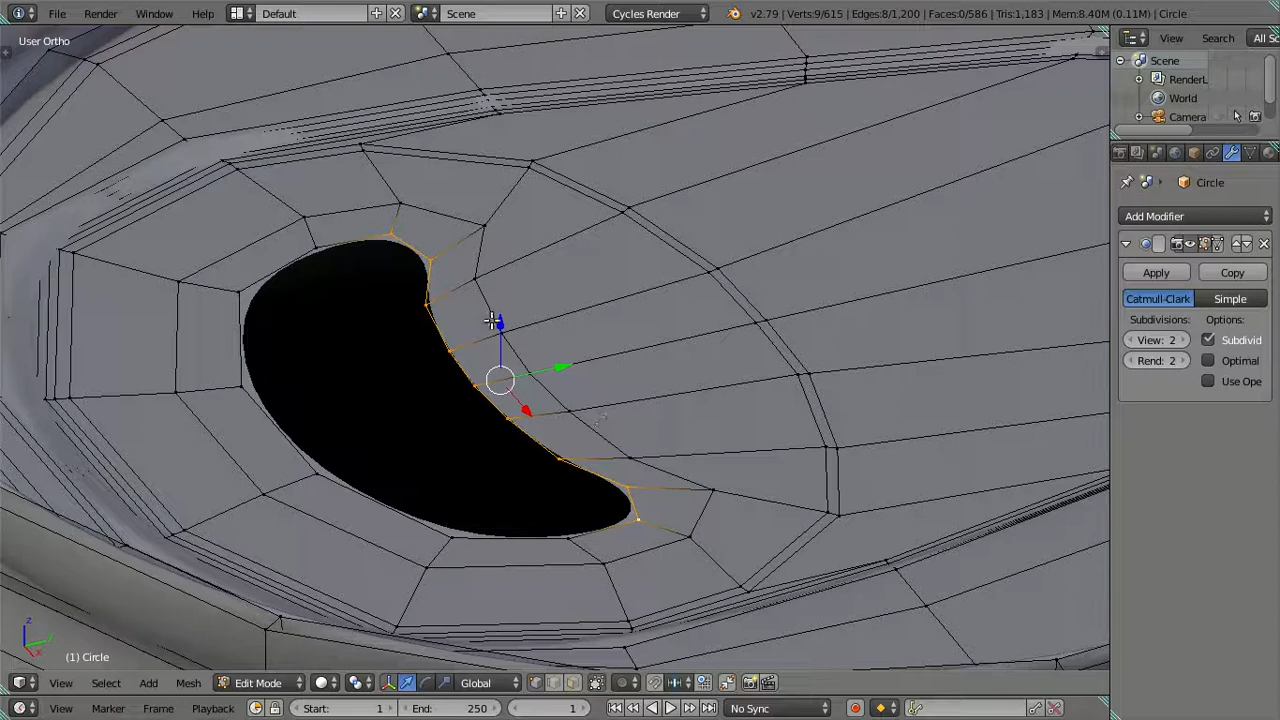 File Render Window Help Default Scene Cycles Render v2.79 | Verts:9/615 | Edges:8/1,200 | Faces:0/586 | Tris:1,183 | Mem:8.40M (0.11M) | Circle
User Ortho
View Search All Sc
Scene
RenderL
World
Camera
Circle
Add Modifier
Apply Copy
Catmull-Clark Simple
Subdivisions: Options:
View: 2 Subdivid
Rend: 2 Optimal
Use Ope
z
y
x
(1) Circle
View Select Add Mesh Edit Mode Global
View Marker Frame Playback Start: 1 End: 250 1 No Sync